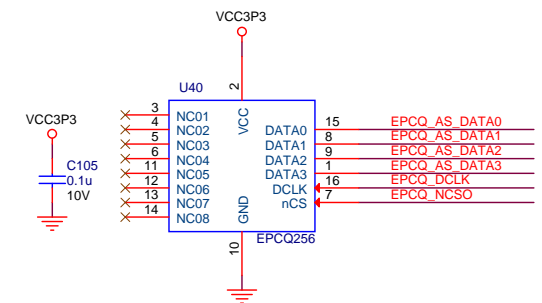 VCC3P3
U40
2
VCC
3 NC01
4 NC02
5 NC03
6 NC04
11 NC05
12 NC06
13 NC07
14 NC08
DATA0 15 EPCQ_AS_DATA0
DATA1 8 EPCQ_AS_DATA1
DATA2 9 EPCQ_AS_DATA2
DATA3 1 EPCQ_AS_DATA3
DCLK 16 EPCQ_DCLK
nCS 7 EPCQ_NCSO
GND
10
EPCQ256
VCC3P3
C105
0.1u
10V